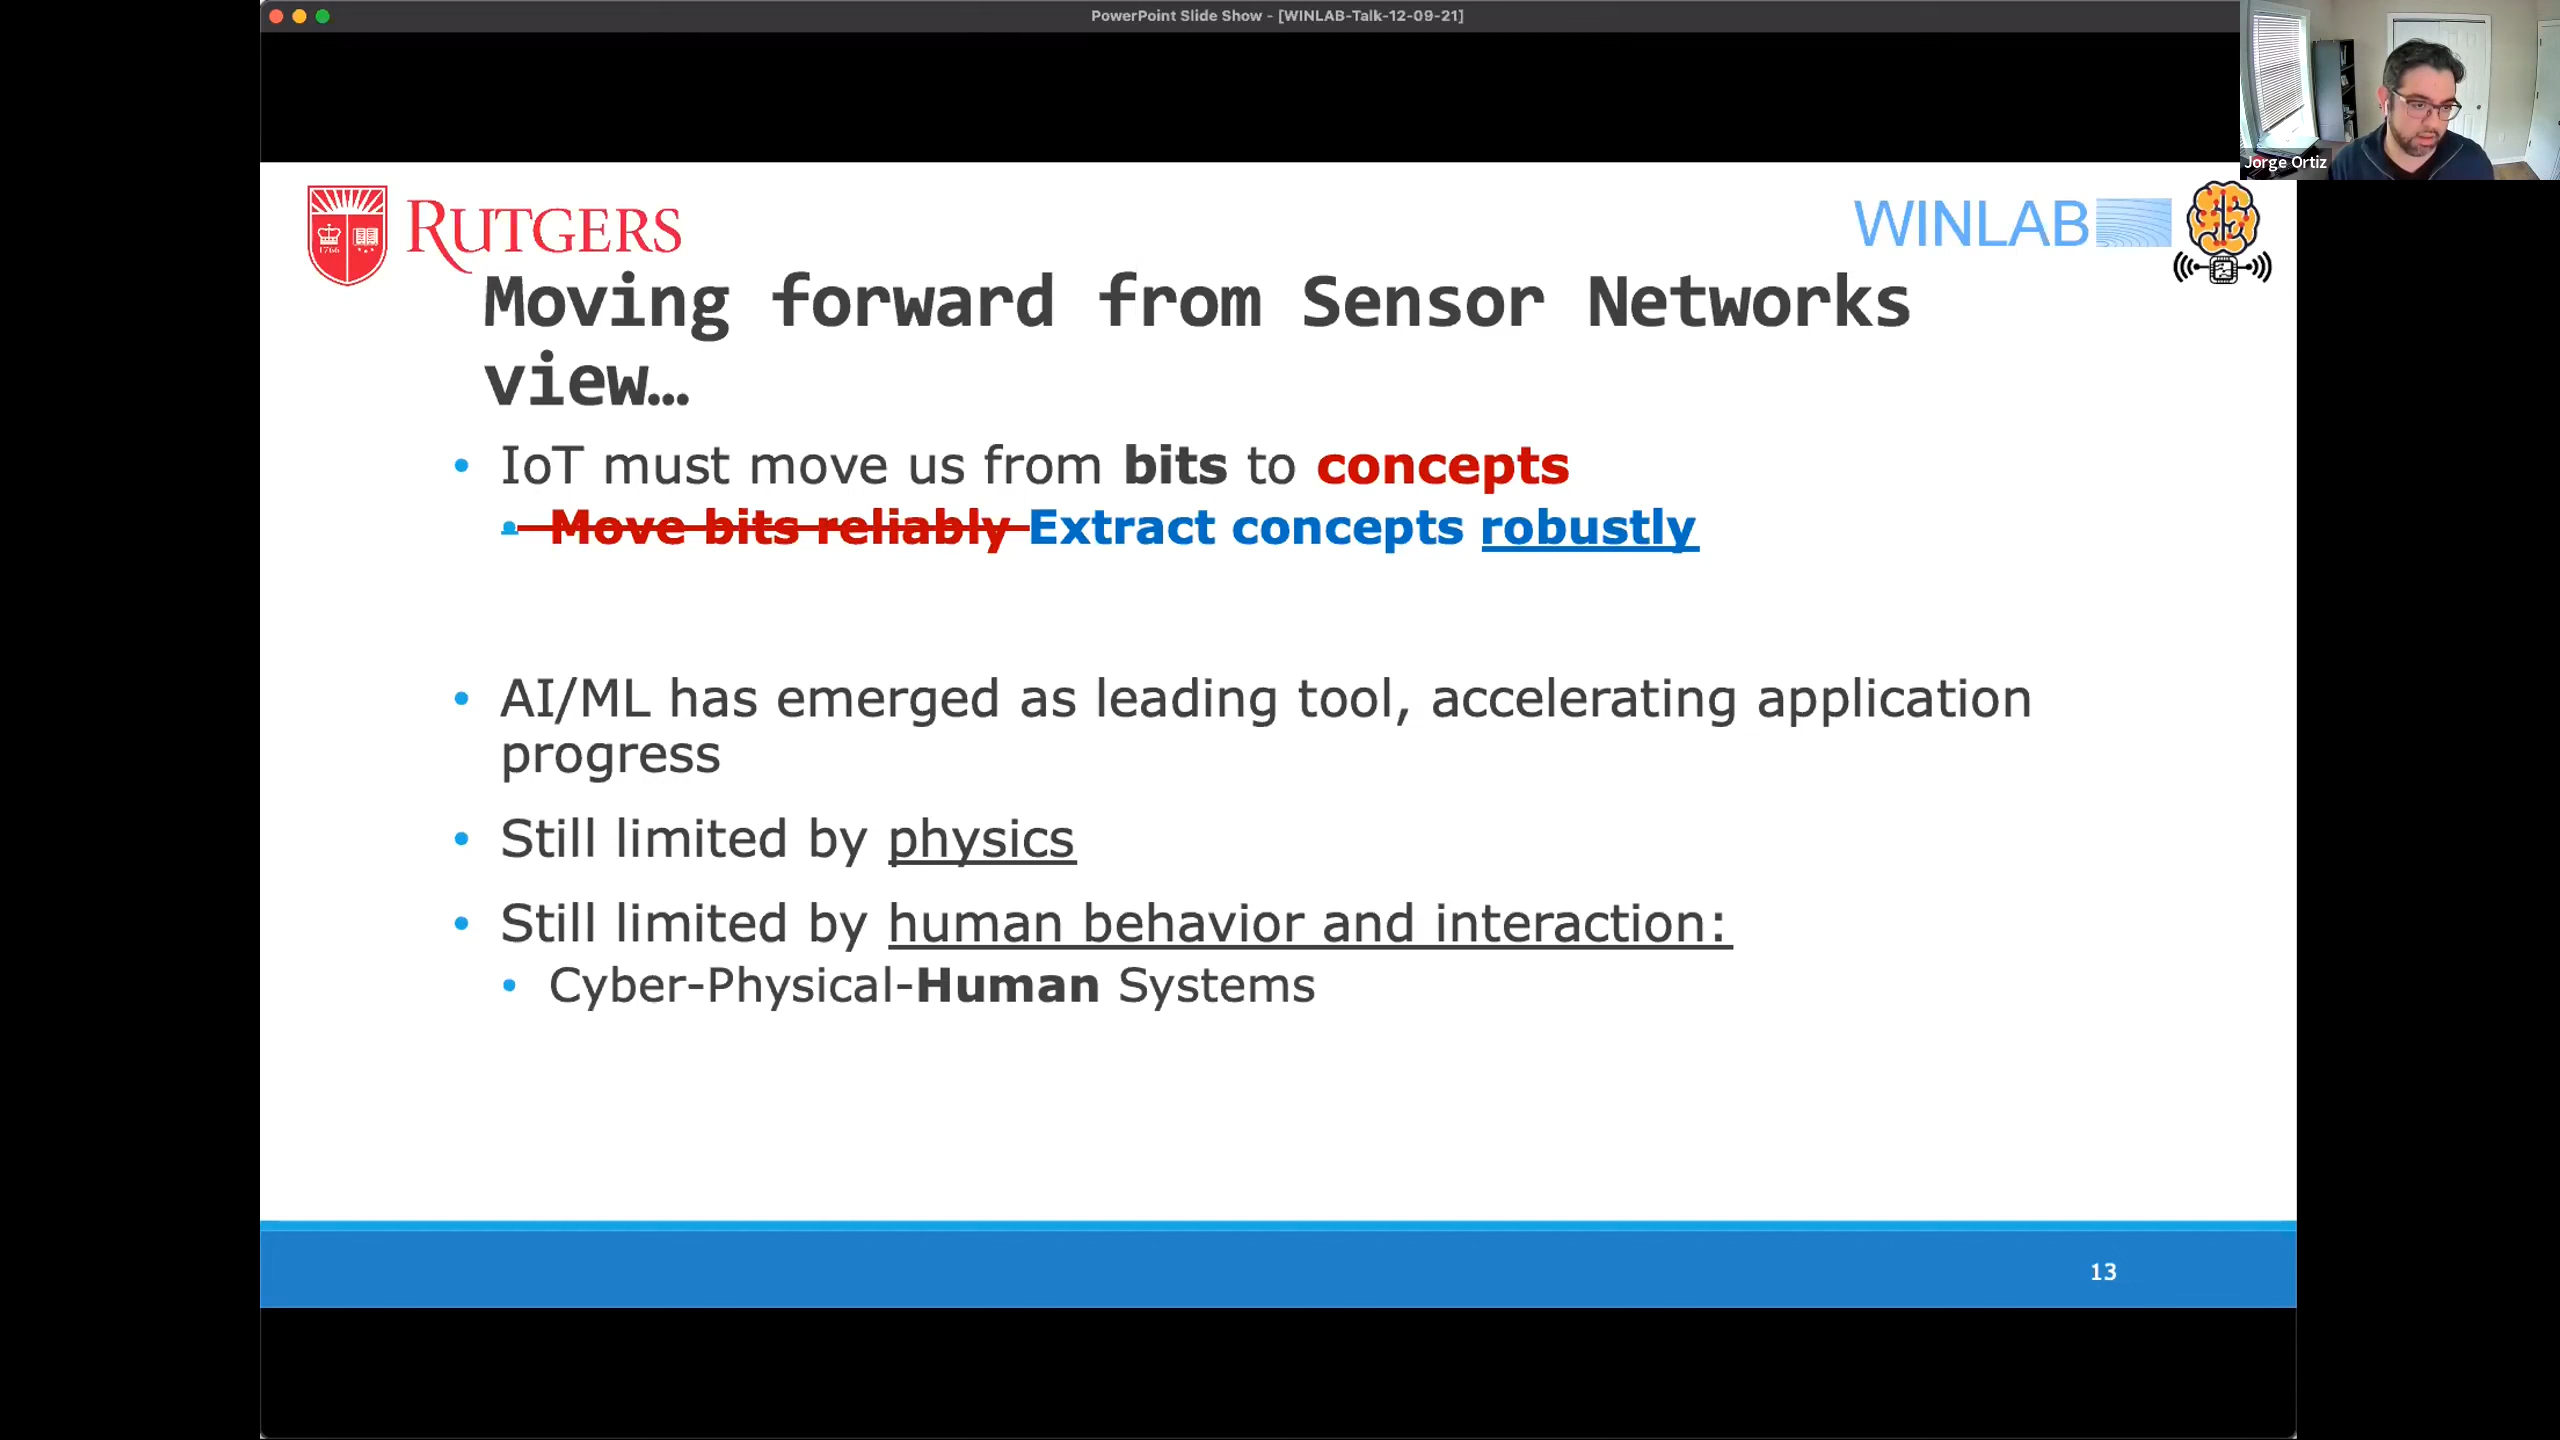 PowerPoint Slide Show - [WINLAB-Talk-12-09-21]
Jorge Ortiz
1766
RUTGERS
WINLAB
Moving forward from Sensor Networks
view…
• IoT must move us from bits to concepts
• Move bits reliably Extract concepts robustly
• AI/ML has emerged as leading tool, accelerating application
progress
• Still limited by physics
• Still limited by human behavior and interaction:
• Cyber-Physical-Human Systems
13